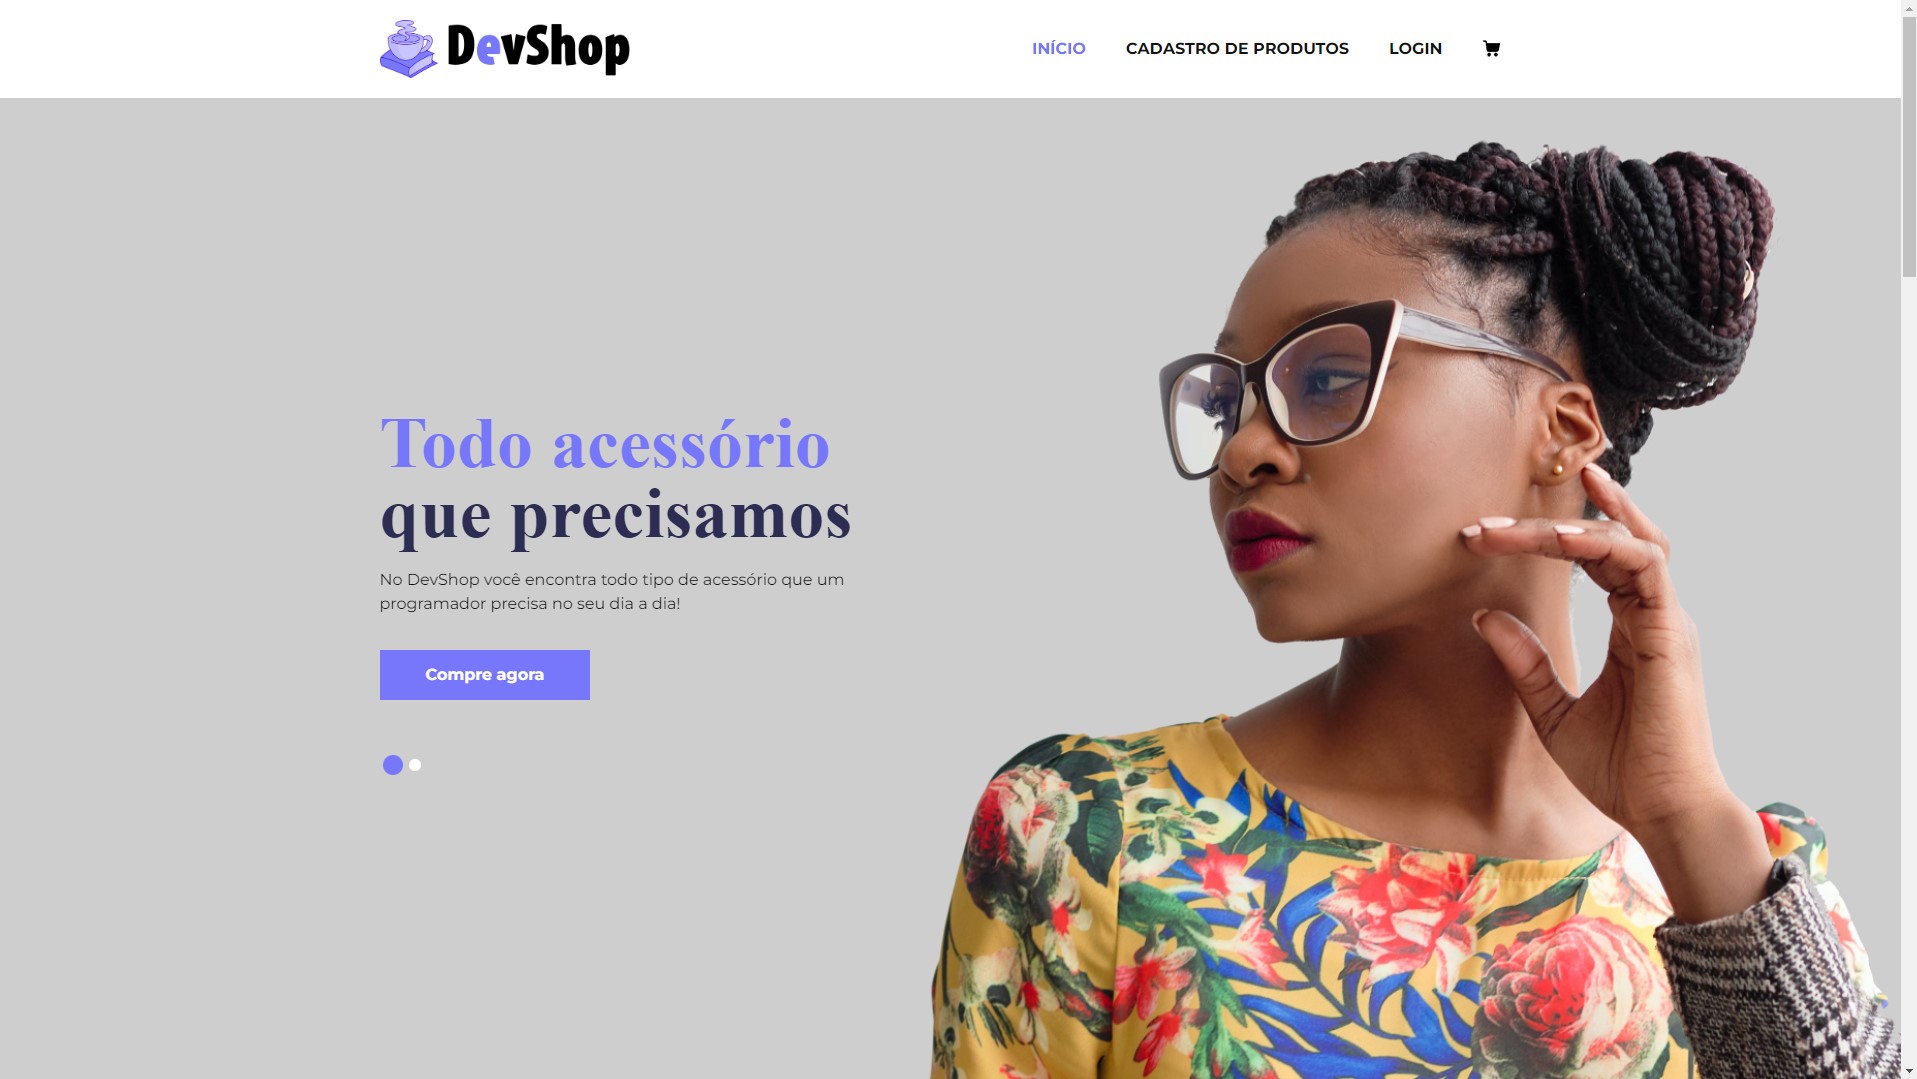 DevShop
INÍCIO
CADASTRO DE PRODUTOS
LOGIN
Todo acessório
que precisamos
No DevShop você encontra todo tipo de acessório que um
programador precisa no seu dia a dia!
Compre agora